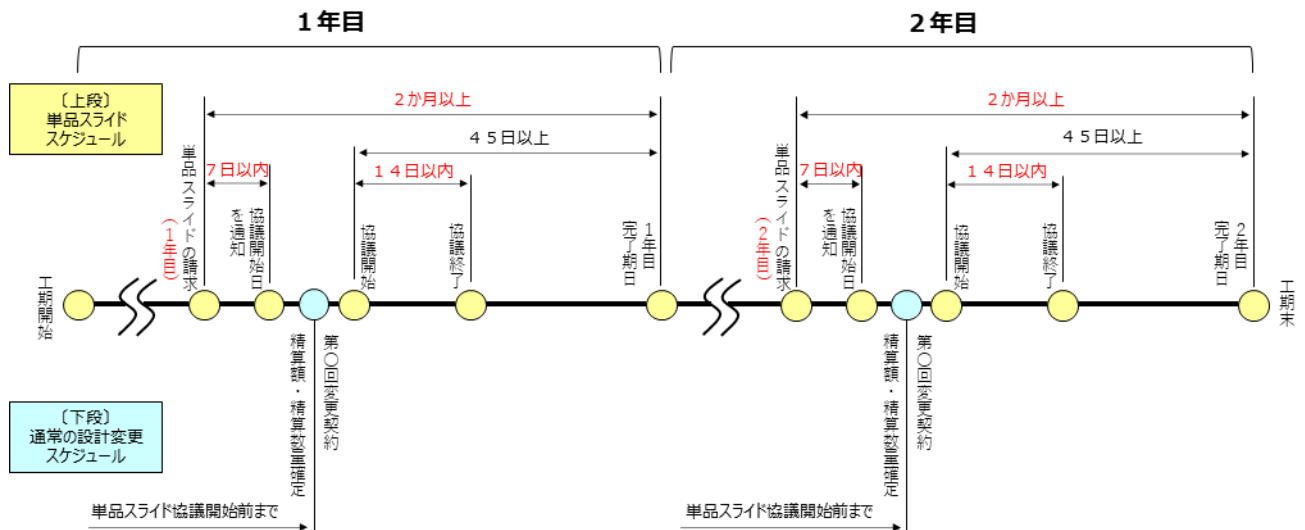 １年目
２年目
〔上段〕
単品スライド
スケジュール
２か月以上
４５日以上
７日以内
１４日以内
工期開始
単品スライドの請求
（１年目）
協議開始日
を通知
協議開始
協議終了
１年目
完了期日
２か月以上
４５日以上
７日以内
１４日以内
単品スライドの請求
（２年目）
協議開始日
を通知
協議開始
協議終了
２年目
完了期日
工期末
〔下段〕
通常の設計変更
スケジュール
第〇回変更契約
精算額・精算数量確定
単品スライド協議開始前まで
第〇回変更契約
精算額・精算数量確定
単品スライド協議開始前まで